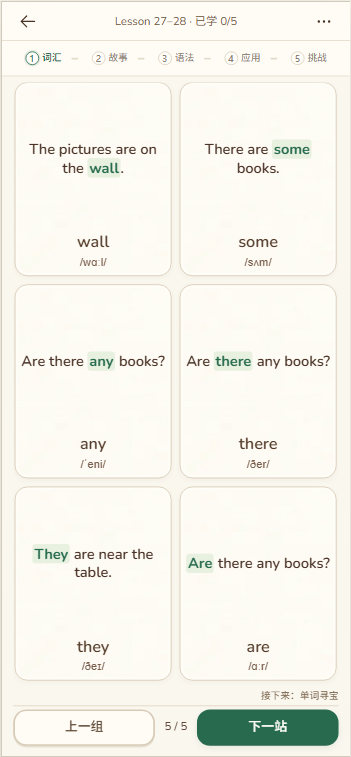 Lesson 27–28 · 已学 0/5
1 词汇 – 2 故事 – 3 语法 – 4 应用 – 5 挑战
The pictures are on
the wall.
wall
/wɑːl/
There are some
books.
some
/sʌm/
Are there any books?
any
/ˈeni/
Are there any books?
there
/ðer/
They are near the
table.
they
/ðeɪ/
Are there any books?
are
/ɑːr/
接下来：单词寻宝
上一组
5 / 5
下一站